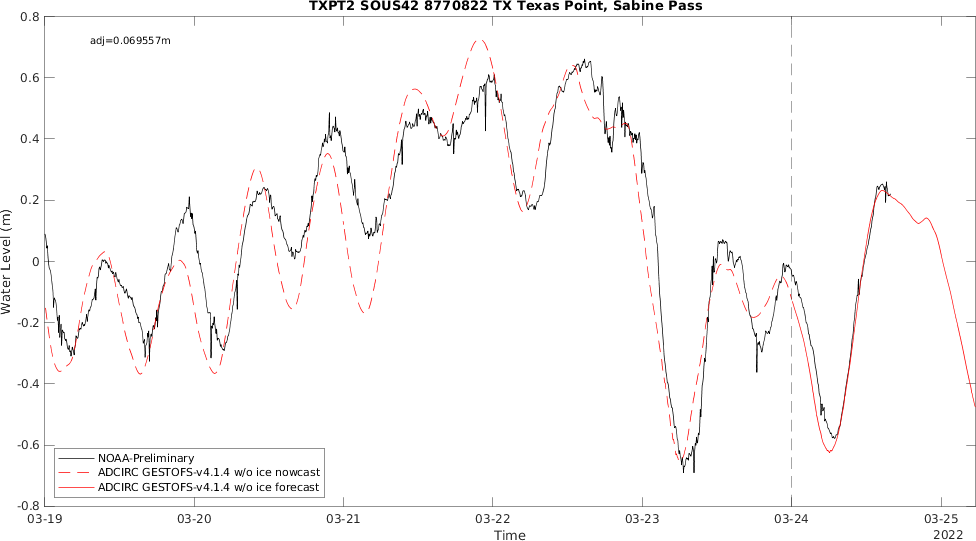 TXPT2 SOUS42 8770822 TX Texas Point, Sabine Pass
adj=0.069557m
Water Level (m)
0.8
0.6
0.4
0.2
0
-0.2
-0.4
-0.6
-0.8
NOAA-Preliminary
ADCIRC GESTOFS-v4.1.4 w/o ice nowcast
ADCIRC GESTOFS-v4.1.4 w/o ice forecast
03-19 03-20 03-21 03-22 03-23 03-24 03-25
Time
2022